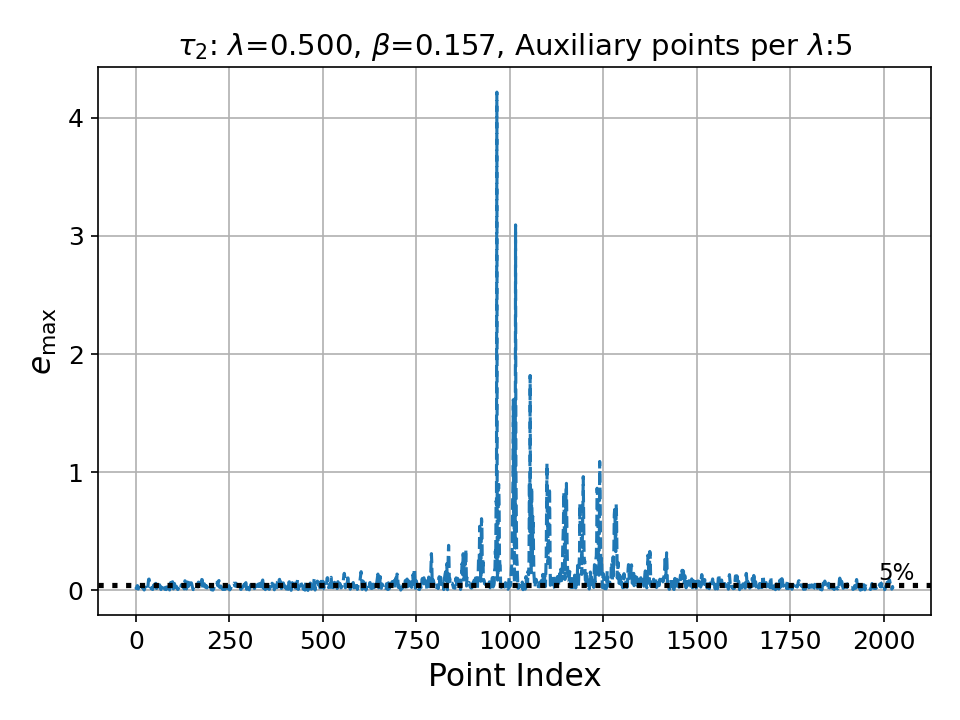 τ₂: λ=0.500, β=0.157, Auxiliary points per λ:5
e_max
4
3
2
1
0
5%
0 250 500 750 1000 1250 1500 1750 2000
Point Index